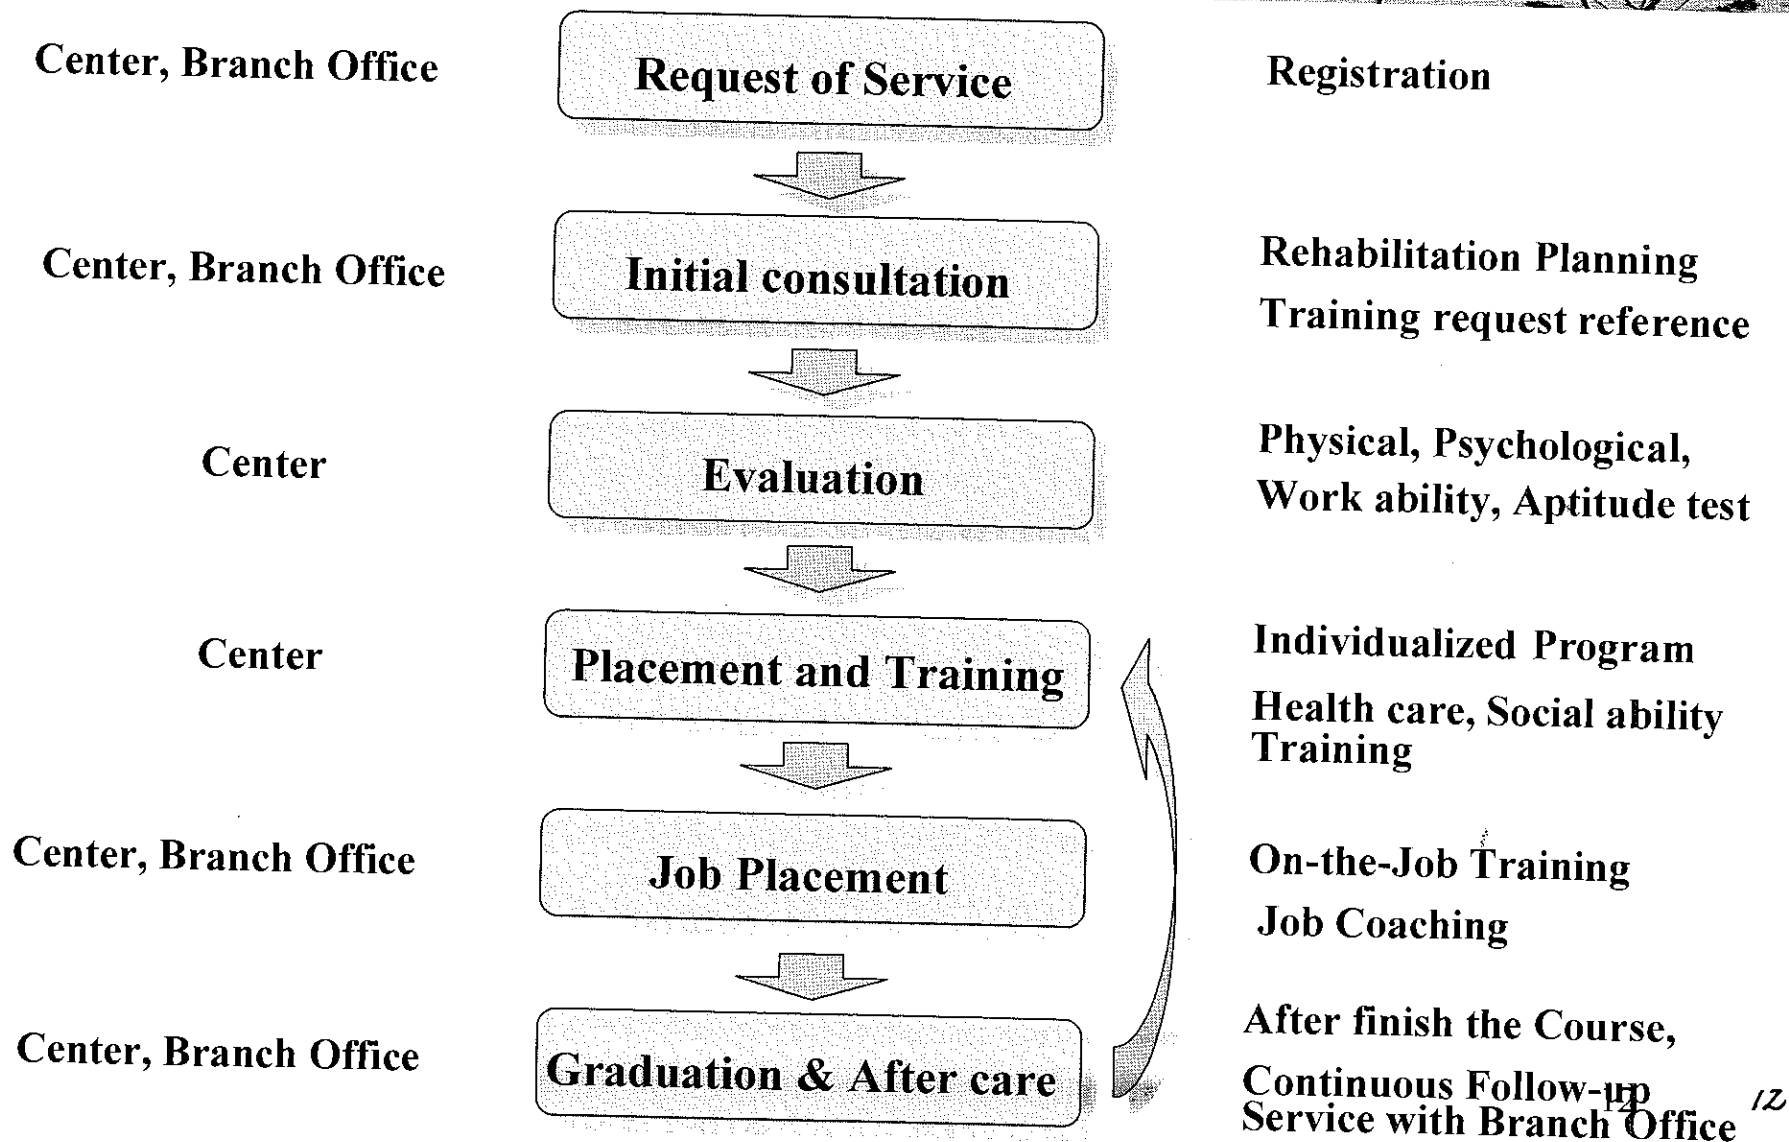 Center, Branch Office
Request of Service
Registration
Center, Branch Office
Initial consultation
Rehabilitation Planning
Training request reference
Center
Evaluation
Physical, Psychological,
Work ability, Aptitude test
Center
Placement and Training
Individualized Program
Health care, Social ability
Training
Center, Branch Office
Job Placement
On-the-Job Training
Job Coaching
Center, Branch Office
Graduation & After care
After finish the Course,
Continuous Follow-up
Service with Branch Office
12